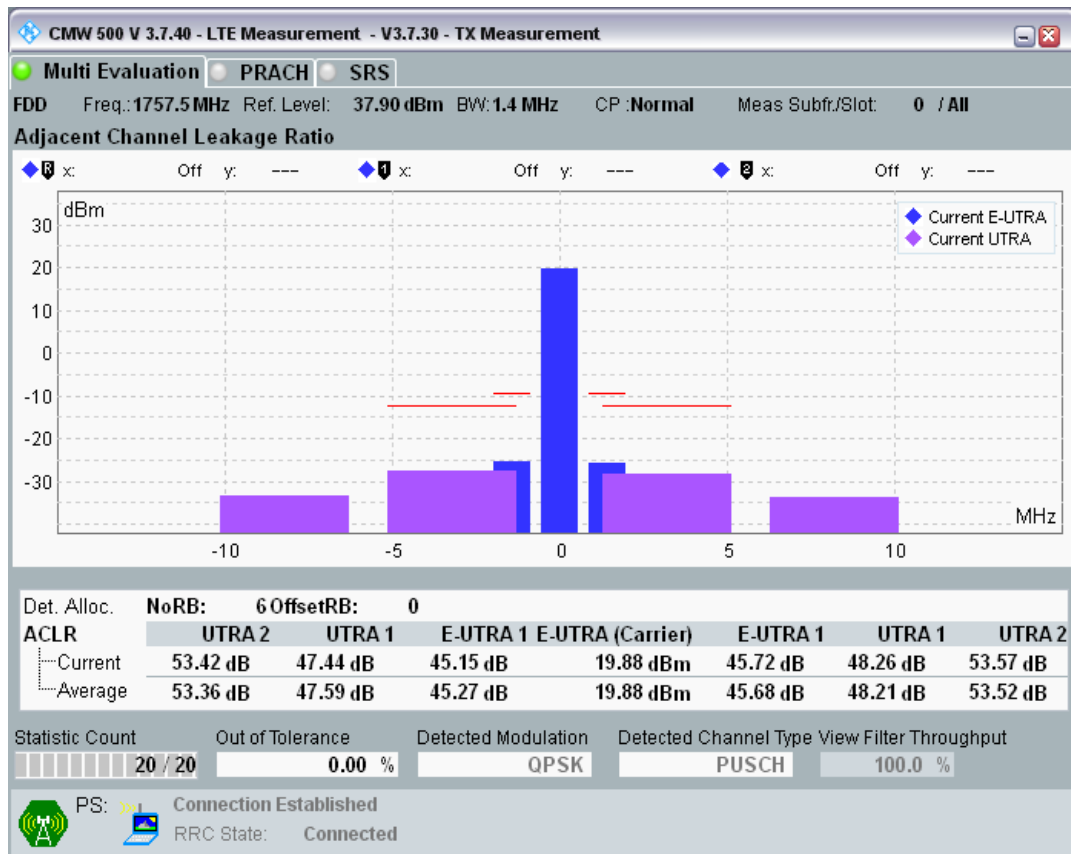 CMW 500 V 3.7.40 - LTE Measurement  - V3.7.30 - TX Measurement
Multi Evaluation PRACH SRS
FDD Freq.:1757.5 MHz Ref. Level: 37.90 dBm BW:1.4 MHz CP :Normal Meas Subfr./Slot: 0 / All
Adjacent Channel Leakage Ratio
R x: Off y: --- 1 x: Off y: --- 2 x: Off y: ---
dBm
Current E-UTRA
Current UTRA
30
20
10
0
-10
-20
-30
MHz
-10 -5 0 5 10
Det. Alloc. NoRB: 6 OffsetRB: 0
ACLR UTRA 2 UTRA 1 E-UTRA 1 E-UTRA (Carrier) E-UTRA 1 UTRA 1 UTRA 2
Current 53.42 dB 47.44 dB 45.15 dB 19.88 dBm 45.72 dB 48.26 dB 53.57 dB
Average 53.36 dB 47.59 dB 45.27 dB 19.88 dBm 45.68 dB 48.21 dB 53.52 dB
Statistic Count Out of Tolerance Detected Modulation Detected Channel Type View Filter Throughput
20 / 20 0.00 % QPSK PUSCH 100.0 %
PS: Connection Established
RRC State: Connected